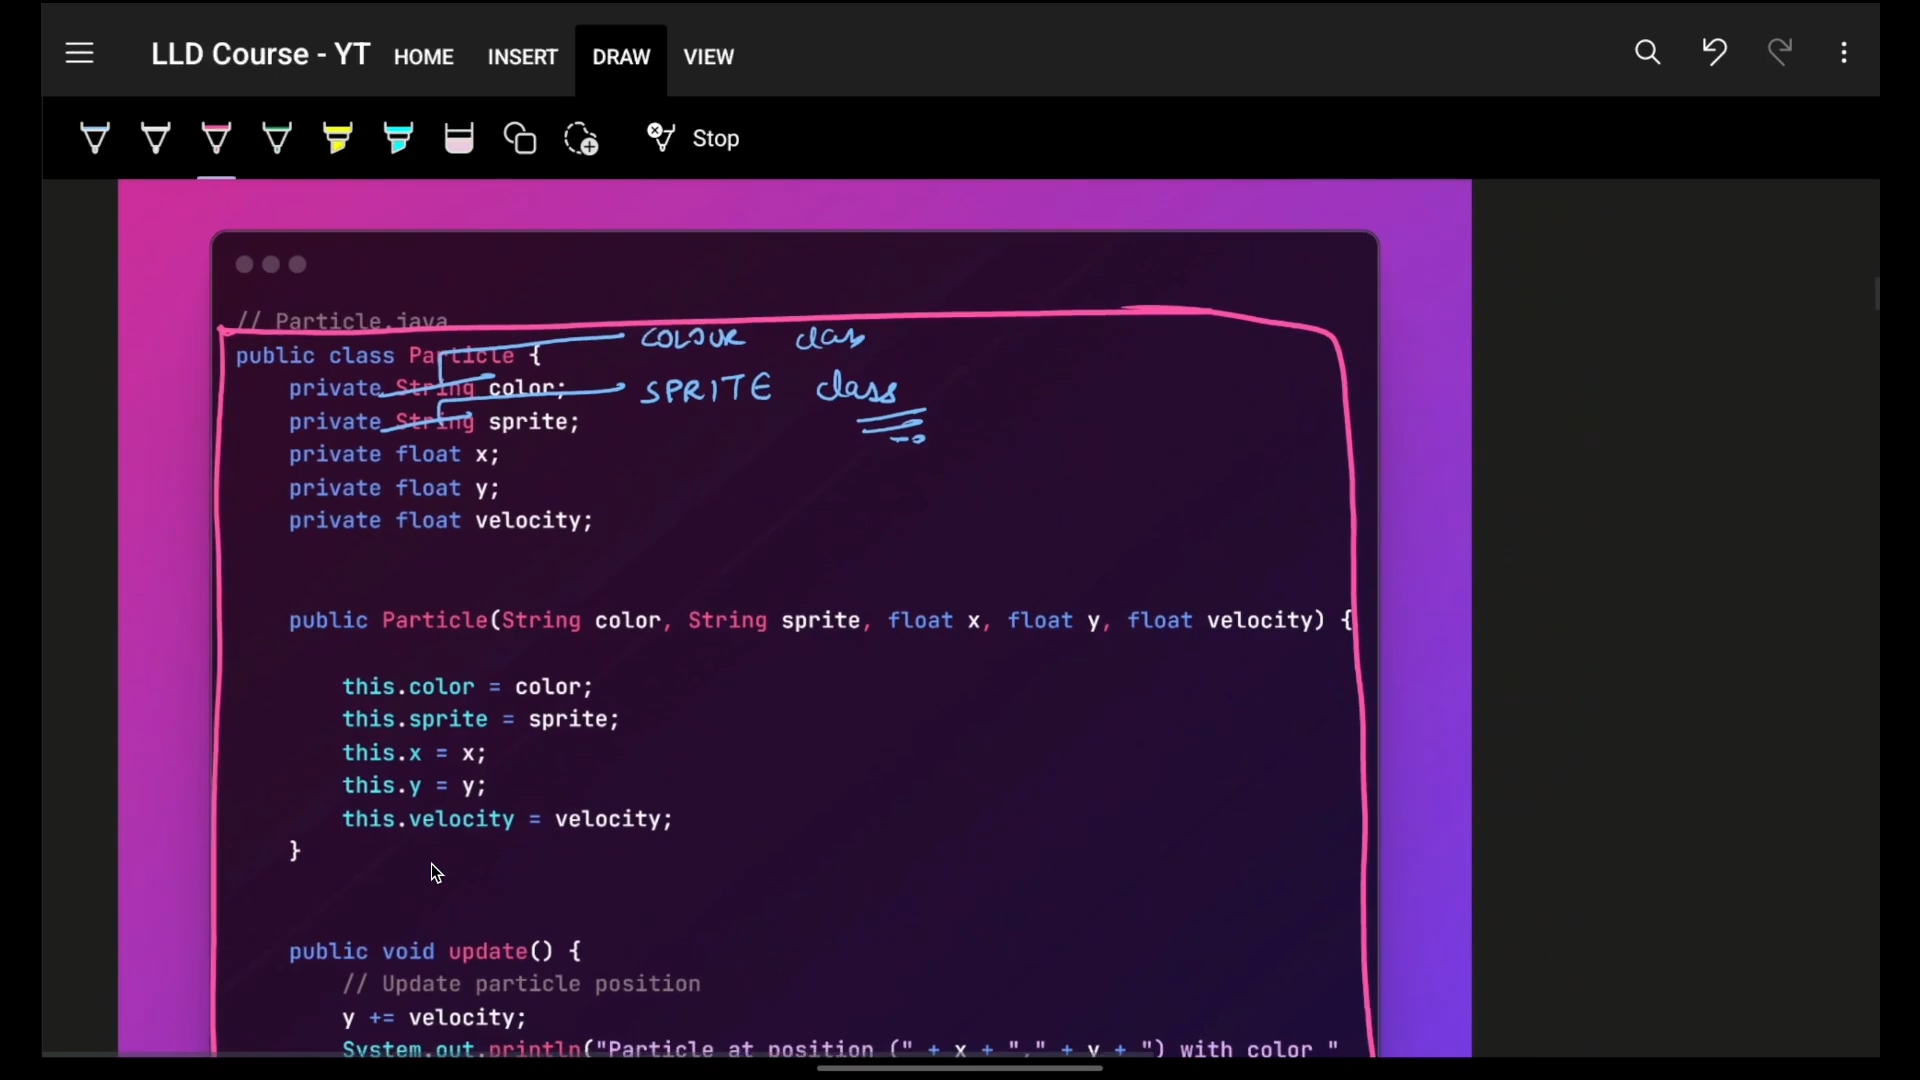 LLD Course - YT HOME INSERT DRAW VIEW
Stop
// Particle.java
COLOUR class
public class Particle {
private String color;
SPRITE class
private String sprite;
private float x;
private float y;
private float velocity;
public Particle(String color, String sprite, float x, float y, float velocity) {
this.color = color;
this.sprite = sprite;
this.x = x;
this.y = y;
this.velocity = velocity;
}
public void update() {
// Update particle position
y += velocity;
System.out.println("Particle at position (" + x + "," + y + ") with color "